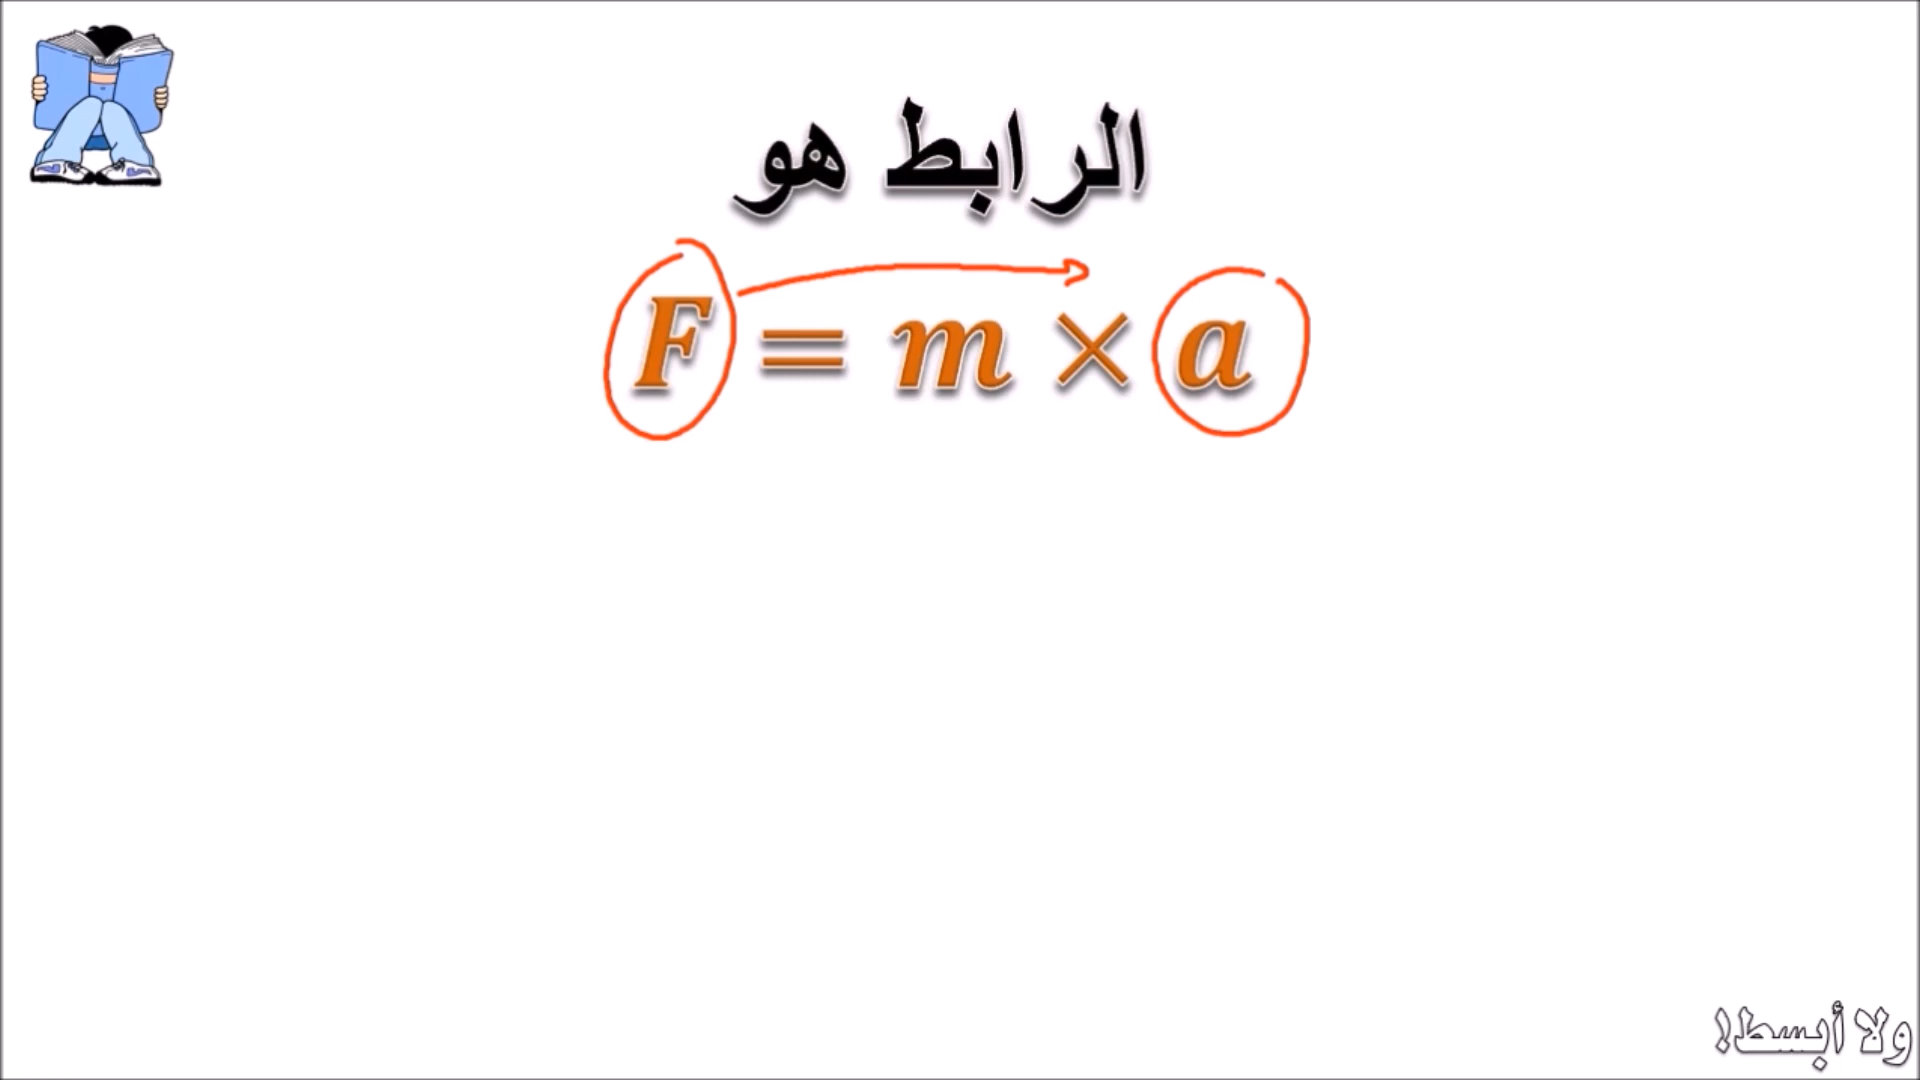 الرابط هو
F = m × a
ولا أبسط!